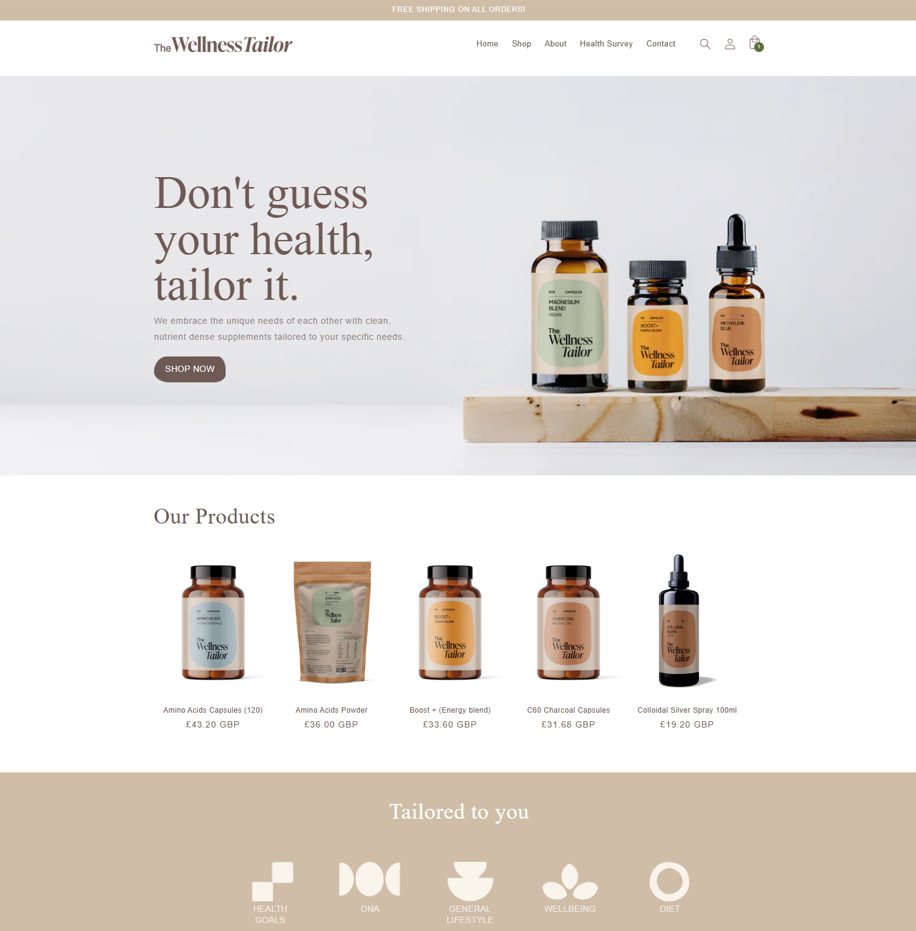 FREE SHIPPING ON ALL ORDERS!
The Wellness Tailor
Home Shop About Health Survey Contact
1
Don't guess
your health,
tailor it.
We embrace the unique needs of each other with clean,
nutrient dense supplements tailored to your specific needs.
SHOP NOW
CAPSULES
MAGNESIUM
BLEND
VEGAN
The
Wellness
Tailor
BOOST+
The
Wellness
Tailor
METHYLENE
BLUE
The
Wellness
Tailor
Our Products
AMINO ACIDS
The
Wellness
Tailor
AMINO ACIDS
The
Wellness
Tailor
BOOST+
The
Wellness
Tailor
CHARCOAL
The
Wellness
Tailor
COLLOIDAL
SILVER
The
Wellness
Tailor
Amino Acids Capsules (120)
£43.20 GBP
Amino Acids Powder
£36.00 GBP
Boost + (Energy blend)
£33.60 GBP
C60 Charcoal Capsules
£31.68 GBP
Colloidal Silver Spray 100ml
£19.20 GBP
Tailored to you
HEALTH
GOALS
DNA
GENERAL
LIFESTYLE
WELLBEING
DIET